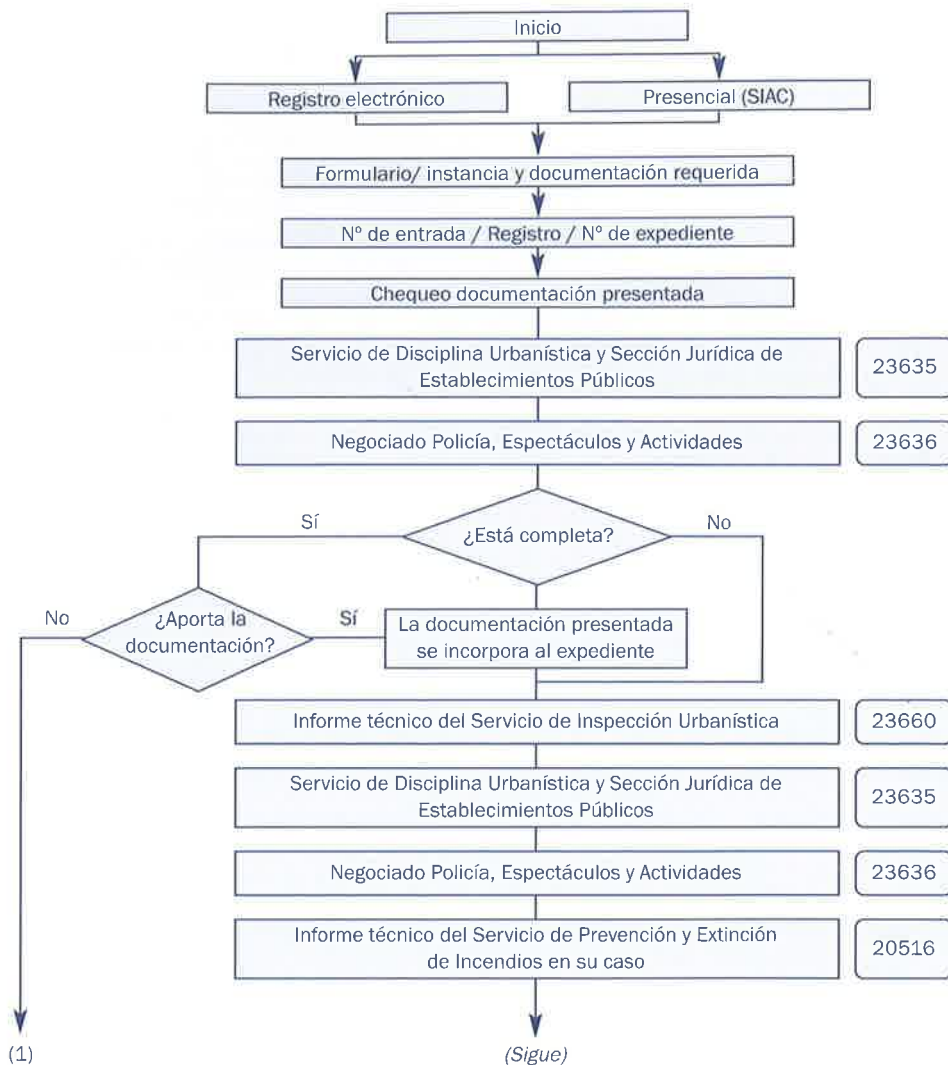 Inicio
Registro electrónico
Presencial (SIAC)
Formulario/ instancia y documentación requerida
Nº de entrada / Registro / Nº de expediente
Chequeo documentación presentada
Servicio de Disciplina Urbanística y Sección Jurídica de
Establecimientos Públicos
23635
Negociado Policía, Espectáculos y Actividades
23636
Sí
¿Está completa?
No
No
¿Aporta la
documentación?
Sí
La documentación presentada
se incorpora al expediente
Informe técnico del Servicio de Inspección Urbanística
23660
Servicio de Disciplina Urbanística y Sección Jurídica de
Establecimientos Públicos
23635
Negociado Policía, Espectáculos y Actividades
23636
Informe técnico del Servicio de Prevención y Extinción
de Incendios en su caso
20516
(1)
(Sigue)